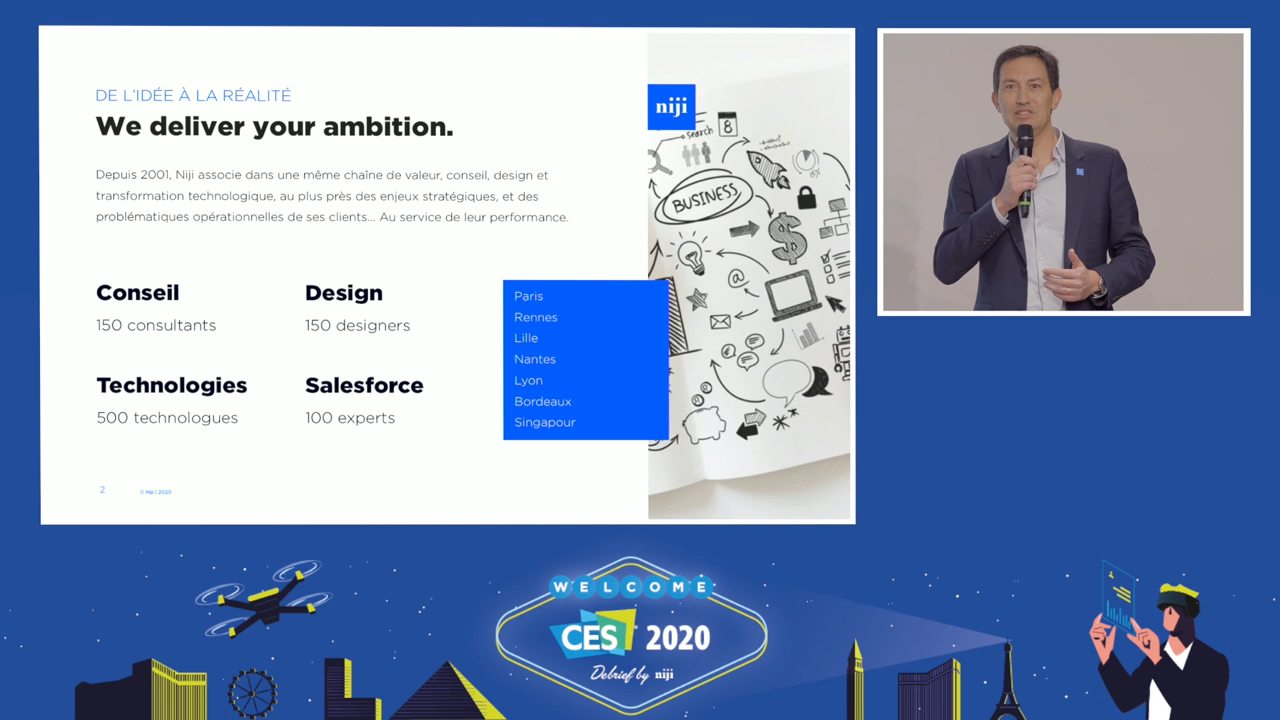 DE L'IDÉE À LA RÉALITÉ
We deliver your ambition.
Depuis 2001, Niji associe dans une même chaîne de valeur, conseil, design et
transformation technologique, au plus près des enjeux stratégiques, et des
problématiques opérationnelles de ses clients... Au service de leur performance.
Conseil
150 consultants
Design
150 designers
Technologies
500 technologues
Salesforce
100 experts
Paris
Rennes
Lille
Nantes
Lyon
Bordeaux
Singapour
2
© Niji | 2020
niji
search
8
BUSINESS
$
@
WELCOME
CES 2020
Debrief by niji